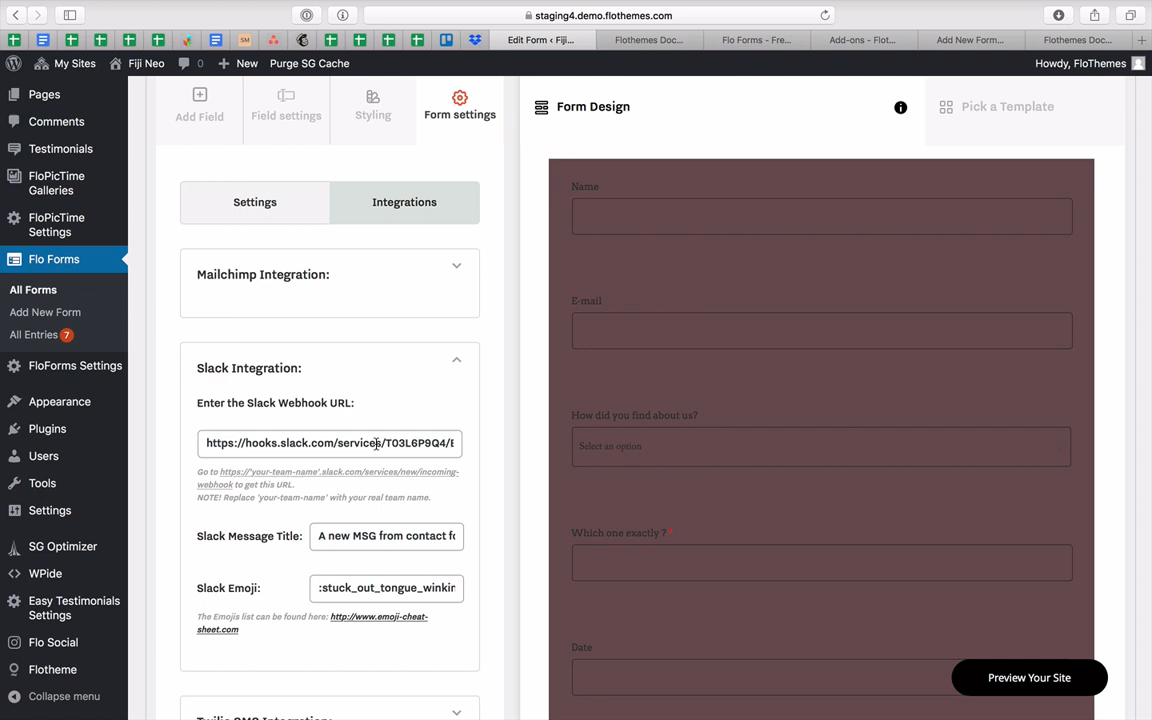 staging4.demo.flothemes.com
Edit Form ‹ Fiji...
Flothemes Doc...
Flo Forms - Fre...
Add-ons - Flot...
Add New Form...
Flothemes Doc...
My Sites
Fiji Neo
0
New
Purge SG Cache
Howdy, FloThemes
Pages
Comments
Testimonials
FloPicTime
Galleries
FloPicTime
Settings
Flo Forms
All Forms
Add New Form
All Entries 7
FloForms Settings
Appearance
Plugins
Users
Tools
Settings
SG Optimizer
WPide
Easy Testimonials
Settings
Flo Social
Flotheme
Collapse menu
Add Field
Field settings
Styling
Form settings
Settings
Integrations
Mailchimp Integration:
Slack Integration:
Enter the Slack Webhook URL:
https://hooks.slack.com/services/T03L6P9Q4/
Go to https://'your-team-name'.slack.com/services/new/incoming-
webhook to get this URL.
NOTE! Replace 'your-team-name' with your real team name.
Slack Message Title:
A new MSG from contact
Slack Emoji:
:stuck_out_tongue_winkin
The Emojis list can be found here: http://www.emoji-cheat-
sheet.com
Form Design
Pick a Template
Name
E-mail
How did you find about us?
Select an option
Which one exactly ? *
Date
Preview Your Site